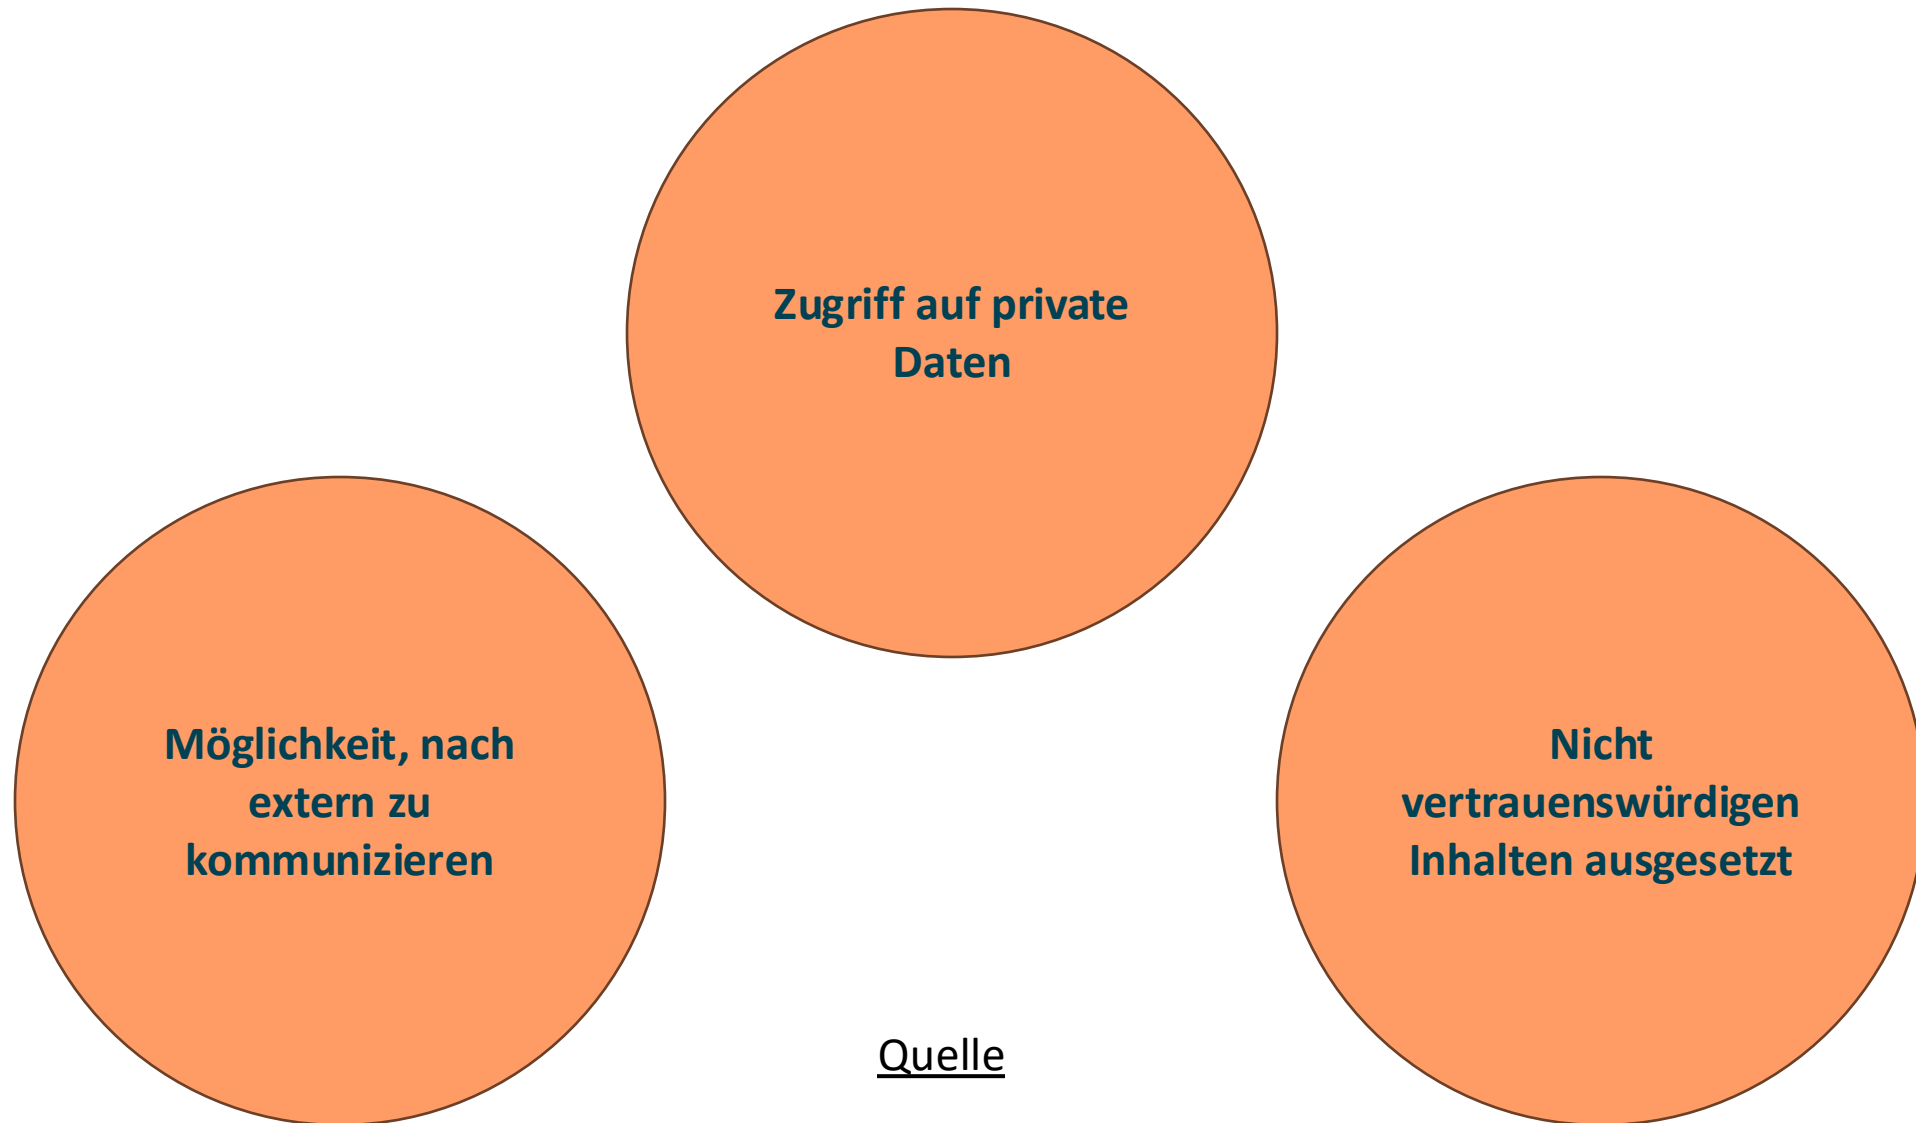 Zugriff auf private
Daten
Möglichkeit, nach
extern zu
kommunizieren
Nicht
vertrauenswürdigen
Inhalten ausgesetzt
Quelle